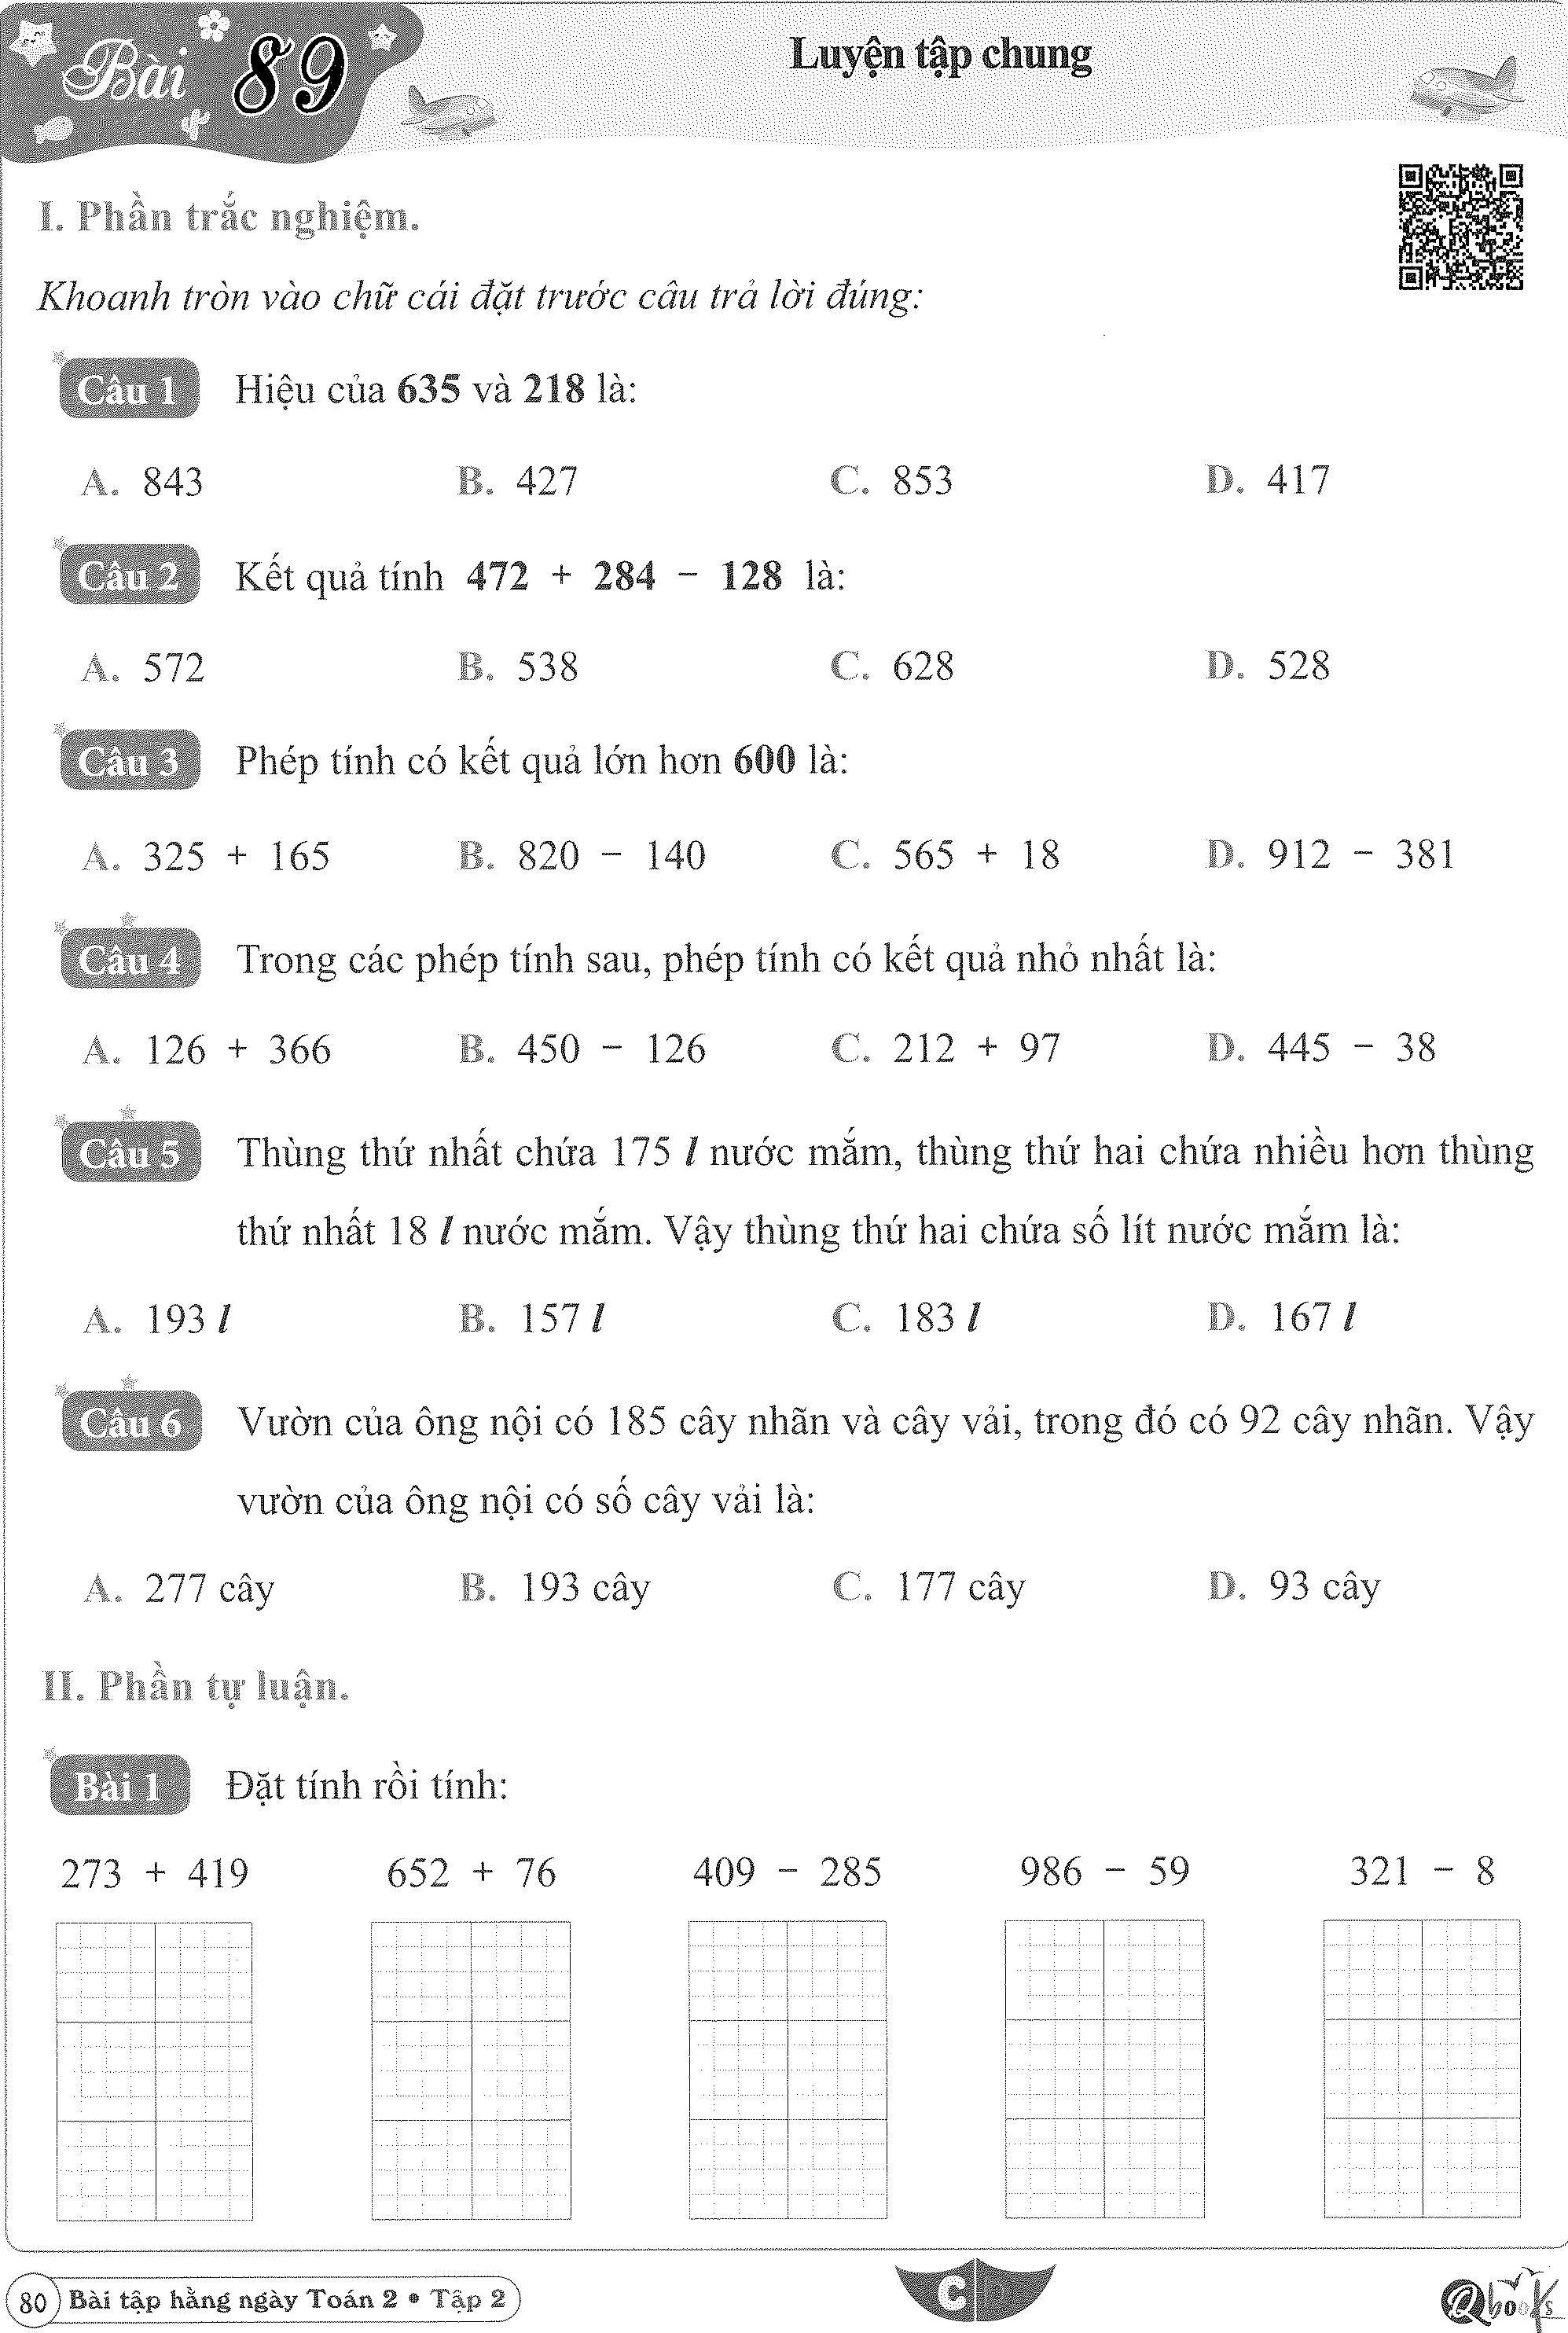 Bài 89
Luyện tập chung
I. Phần trắc nghiệm.
Khoanh tròn vào chữ cái đặt trước câu trả lời đúng:
Câu 1 Hiệu của 635 và 218 là:
A. 843 B. 427 C. 853 D. 417
Câu 2 Kết quả tính 472 + 284 − 128 là:
A. 572 B. 538 C. 628 D. 528
Câu 3 Phép tính có kết quả lớn hơn 600 là:
A. 325 + 165 B. 820 − 140 C. 565 + 18 D. 912 − 381
Câu 4 Trong các phép tính sau, phép tính có kết quả nhỏ nhất là:
A. 126 + 366 B. 450 − 126 C. 212 + 97 D. 445 − 38
Câu 5 Thùng thứ nhất chứa 175 l nước mắm, thùng thứ hai chứa nhiều hơn thùng
thứ nhất 18 l nước mắm. Vậy thùng thứ hai chứa số lít nước mắm là:
A. 193 l B. 157 l C. 183 l D. 167 l
Câu 6 Vườn của ông nội có 185 cây nhãn và cây vải, trong đó có 92 cây nhãn. Vậy
vườn của ông nội có số cây vải là:
A. 277 cây B. 193 cây C. 177 cây D. 93 cây
II. Phần tự luận.
Bài 1 Đặt tính rồi tính:
273 + 419 652 + 76 409 − 285 986 − 59 321 − 8
80 Bài tập hằng ngày Toán 2 • Tập 2
C D
Qbooks